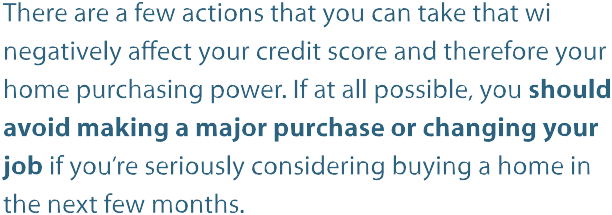 There are a few actions that you can take that wi
negatively affect your credit score and therefore your
home purchasing power. If at all possible, you should
avoid making a major purchase or changing your
job if you're seriously considering buying a home in
the next few months.